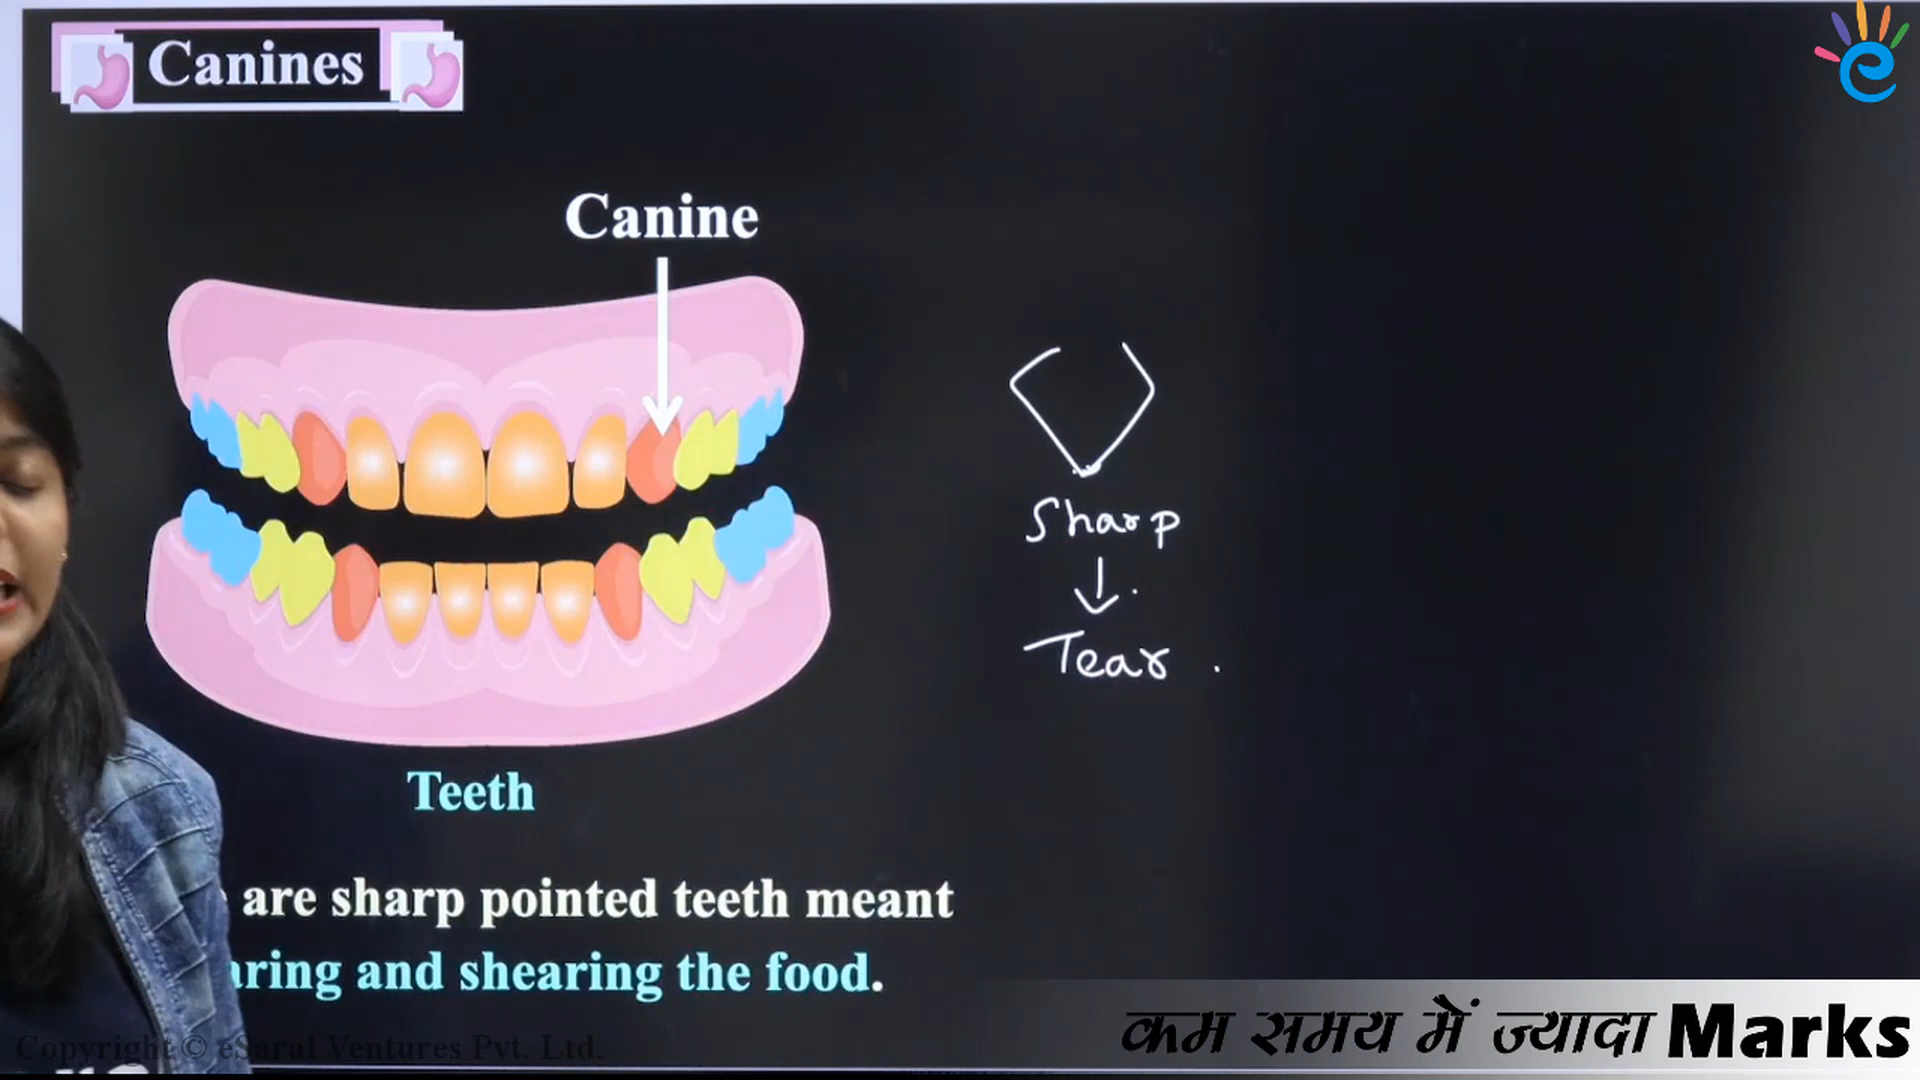 Canines
Canine
Sharp
Tear
Teeth
are sharp pointed teeth meant
aring and shearing the food.
कम समय में ज्यादा Marks
Copyright © eSaral Ventures Pvt. Ltd.